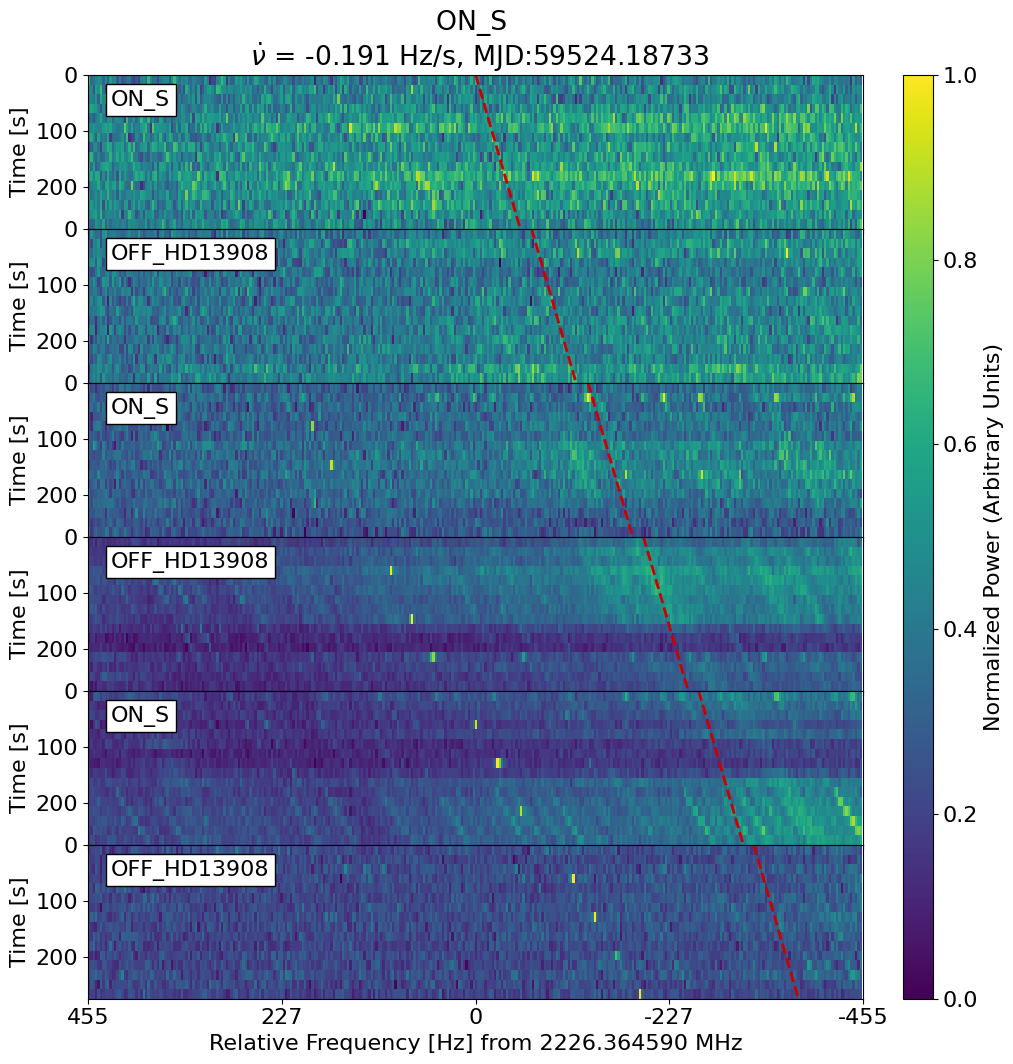 ON_S
ν̇ = -0.191 Hz/s, MJD:59524.18733
Time [s]
0
100
200
ON_S
Time [s]
0
100
200
OFF_HD13908
Time [s]
0
100
200
ON_S
Time [s]
0
100
200
OFF_HD13908
Time [s]
0
100
200
ON_S
Time [s]
0
100
200
OFF_HD13908
455 227 0 -227 -455
Relative Frequency [Hz] from 2226.364590 MHz
1.0
0.8
0.6
0.4
0.2
0.0
Normalized Power (Arbitrary Units)